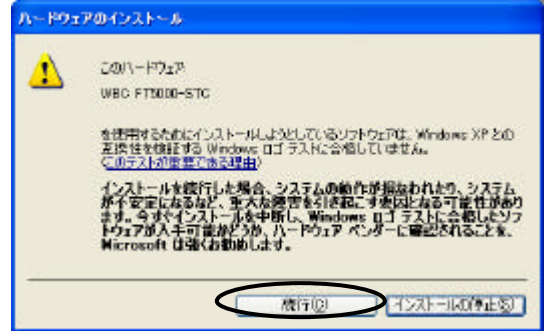 ハードウェアのインストール
このハードウェア:
WBC FT5000-STC
を使用するためにインストールしようとしているソフトウェアは、Windows XP との
互換性を検証する Windows ロゴ テストに合格していません。
(このテストが重要である理由)
インストールを続行した場合、システムの動作が損なわれたり、システム
が不安定になるなど、重大な障害を引き起こす要因となる可能性があり
ます。今すぐインストールを中断し、Windows ロゴ テストに合格したソフ
トウェアが入手可能かどうか、ハードウェア ベンダーに確認されることを、
Microsoft は強くお勧めします。
続行(C) インストールの停止(S)